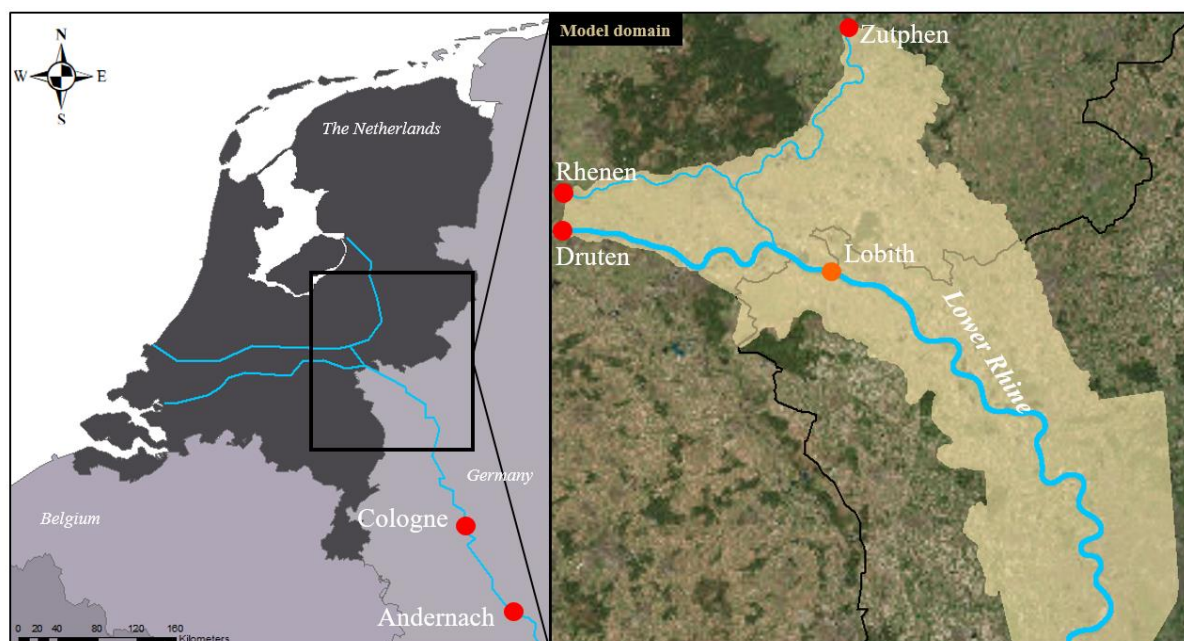 N
W E
S
The Netherlands
Germany
Belgium
Cologne
Andernach
0 20 40 80 120 160
Kilometers
Model domain
Zutphen
Rhenen
Druten
Lobith
Lower Rhine